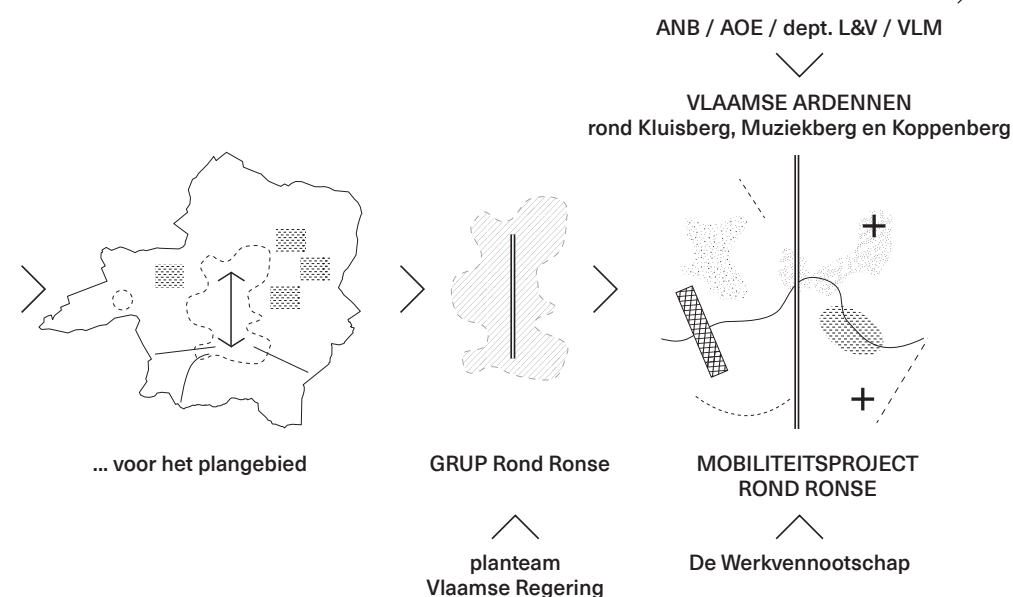 ANB / AOE / dept. L&V / VLM
VLAAMSE ARDENNEN
rond Kluisberg, Muziekberg en Koppenberg
... voor het plangebied
GRUP Rond Ronse
MOBILITEITSPROJECT
ROND RONSE
planteam
Vlaamse Regering
De Werkvennootschap